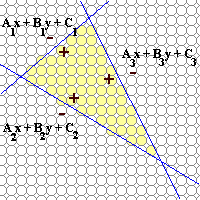 A₁x + B₁y + C₁
−
+
A₃x + B₃y + C₃
+ −
+
−
A₂x + B₂y + C₂